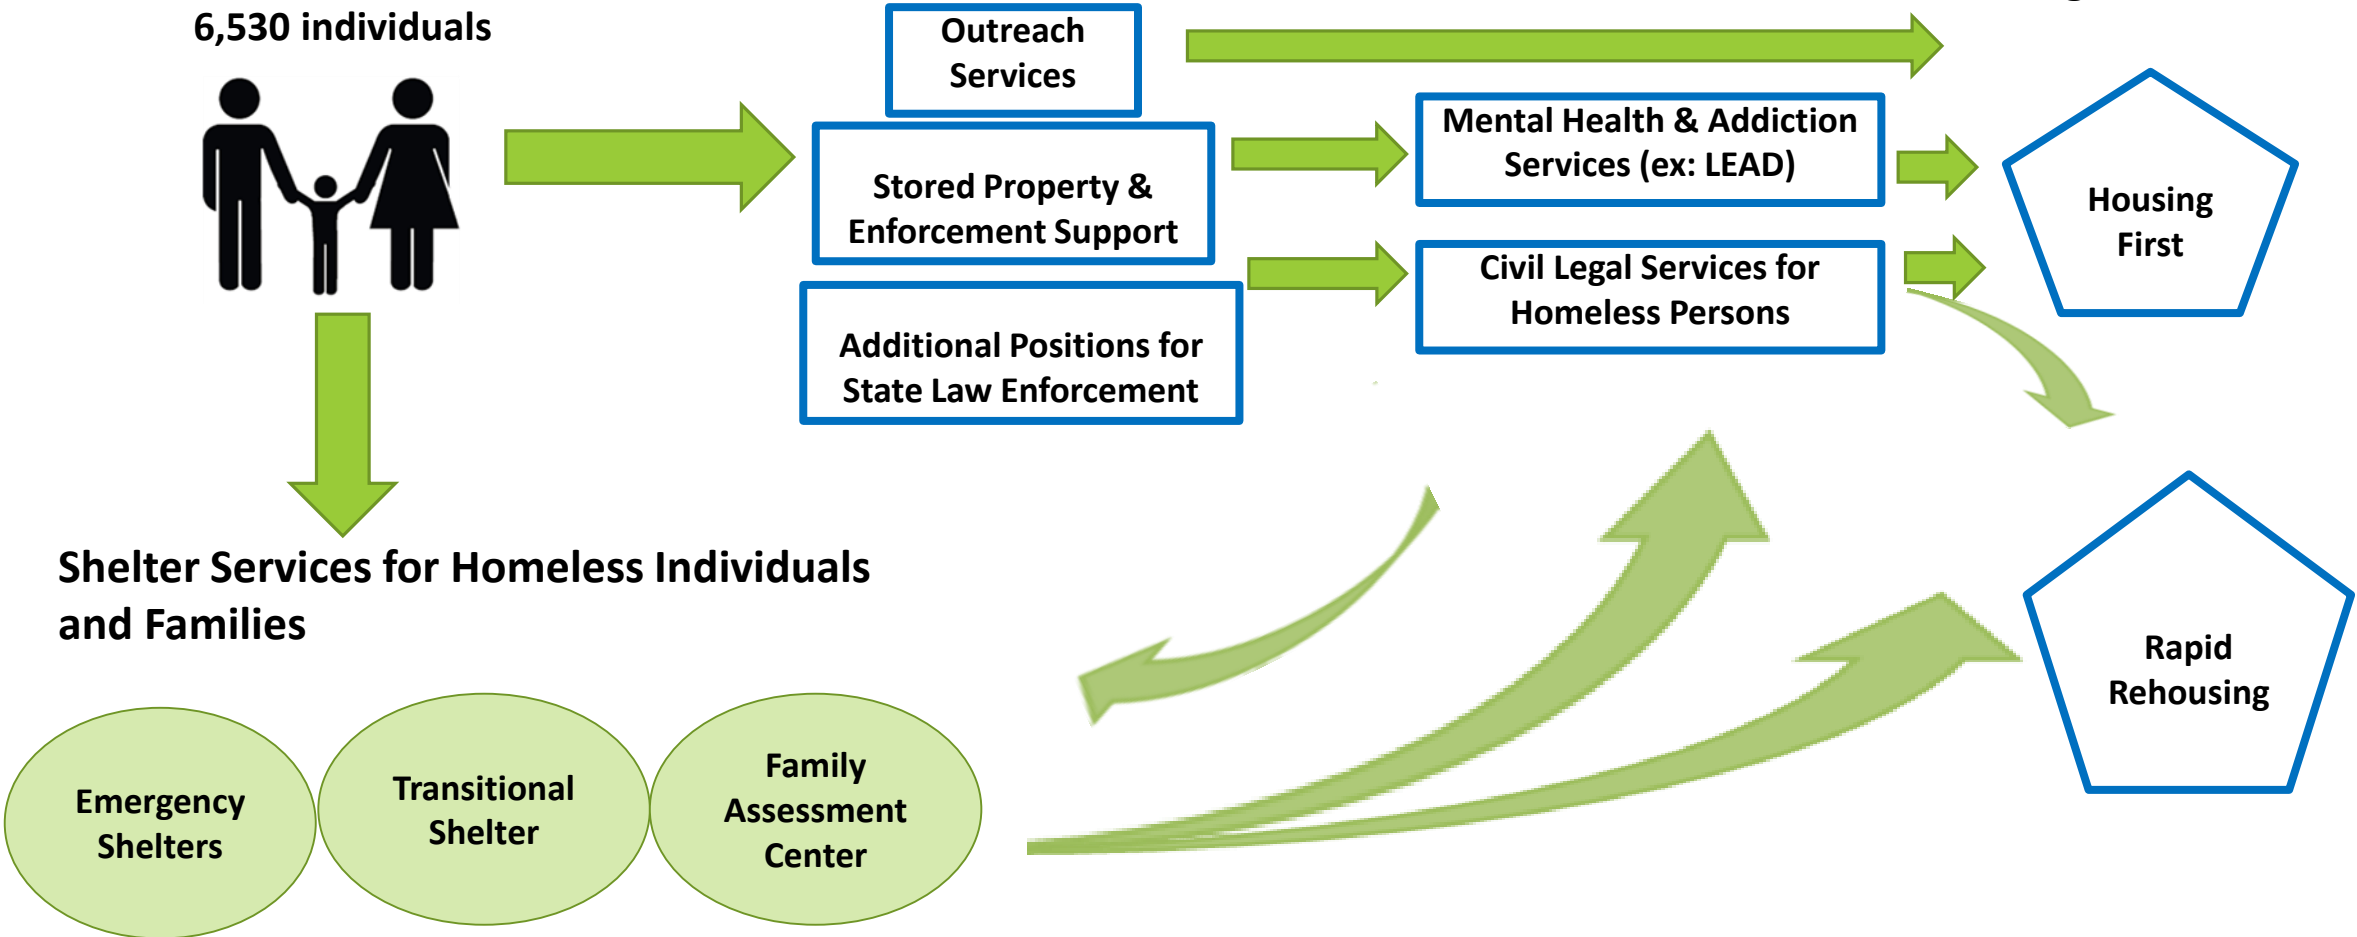 6,530 individuals
Outreach
Services
Mental Health & Addiction
Services (ex: LEAD)
Stored Property &
Enforcement Support
Housing
First
Civil Legal Services for
Homeless Persons
Additional Positions for
State Law Enforcement
Shelter Services for Homeless Individuals
and Families
Rapid
Rehousing
Emergency
Shelters
Transitional
Shelter
Family
Assessment
Center